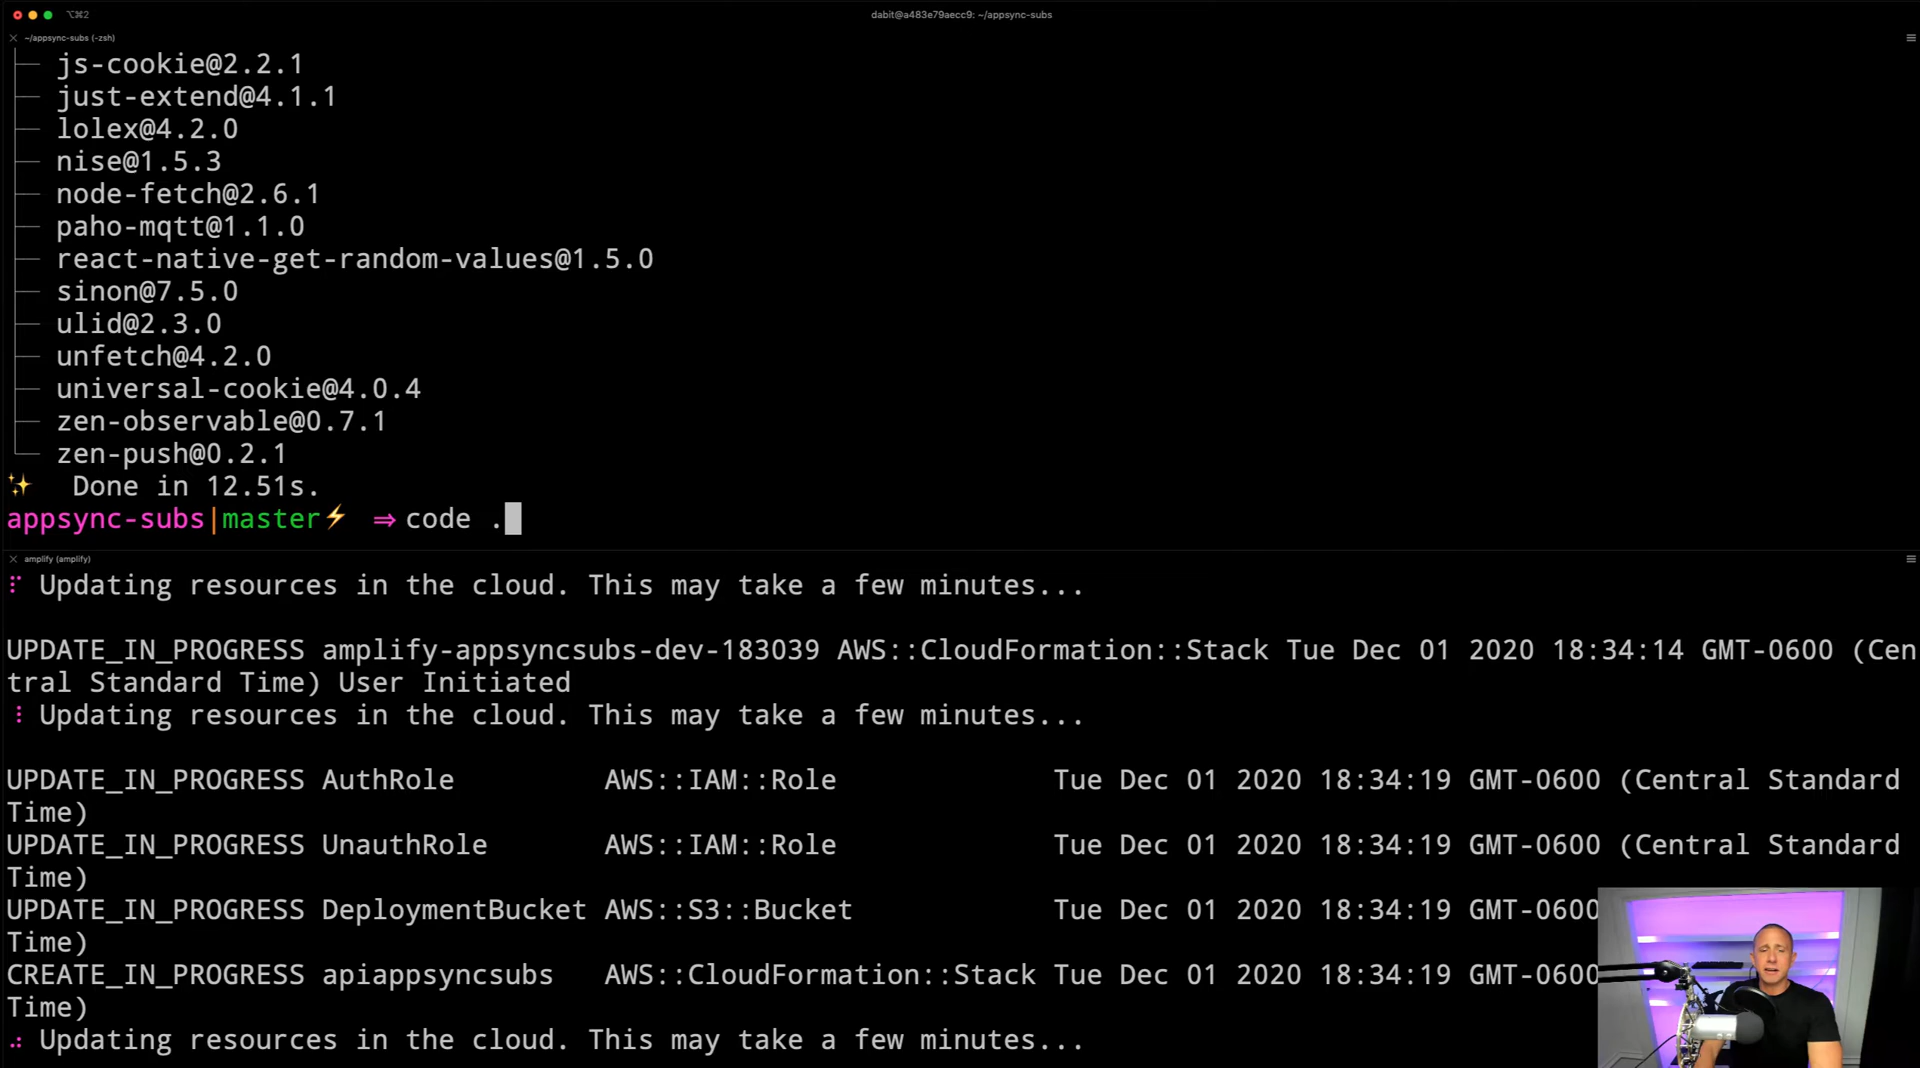 ⌥⌘2
dabit@a483e79aecc9: ~/appsync-subs
~/appsync-subs (-zsh)
js-cookie@2.2.1
just-extend@4.1.1
lolex@4.2.0
nise@1.5.3
node-fetch@2.6.1
paho-mqtt@1.1.0
react-native-get-random-values@1.5.0
sinon@7.5.0
ulid@2.3.0
unfetch@4.2.0
universal-cookie@4.0.4
zen-observable@0.7.1
zen-push@0.2.1
✨ Done in 12.51s.
appsync-subs|master⚡ ⇒ code .
amplify (amplify)
Updating resources in the cloud. This may take a few minutes...
UPDATE_IN_PROGRESS amplify-appsyncsubs-dev-183039 AWS::CloudFormation::Stack Tue Dec 01 2020 18:34:14 GMT-0600 (Cen
tral Standard Time) User Initiated
Updating resources in the cloud. This may take a few minutes...
UPDATE_IN_PROGRESS AuthRole AWS::IAM::Role Tue Dec 01 2020 18:34:19 GMT-0600 (Central Standard
Time)
UPDATE_IN_PROGRESS UnauthRole AWS::IAM::Role Tue Dec 01 2020 18:34:19 GMT-0600 (Central Standard
Time)
UPDATE_IN_PROGRESS DeploymentBucket AWS::S3::Bucket Tue Dec 01 2020 18:34:19 GMT-0600
Time)
CREATE_IN_PROGRESS apiappsyncsubs AWS::CloudFormation::Stack Tue Dec 01 2020 18:34:19 GMT-0600
Time)
Updating resources in the cloud. This may take a few minutes...